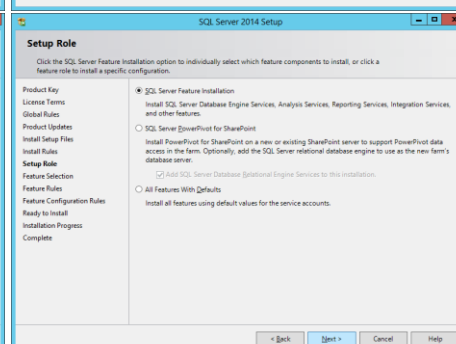 SQL Server 2014 Setup
Setup Role
Click the SQL Server Feature Installation option to individually select which feature components to install, or click a
feature role to install a specific configuration.
Product Key
License Terms
Global Rules
Product Updates
Install Setup Files
Install Rules
Setup Role
Feature Selection
Feature Rules
Feature Configuration Rules
Ready to Install
Installation Progress
Complete
SQL Server Feature Installation
Install SQL Server Database Engine Services, Analysis Services, Reporting Services, Integration Services,
and other features.
SQL Server PowerPivot for SharePoint
Install PowerPivot for SharePoint on a new or existing SharePoint server to support PowerPivot data
access in the farm. Optionally, add the SQL Server relational database engine to use as the new farm's
database server.
Add SQL Server Database Relational Engine Services to this installation.
All Features With Defaults
Install all features using default values for the service accounts.
< Back
Next >
Cancel
Help